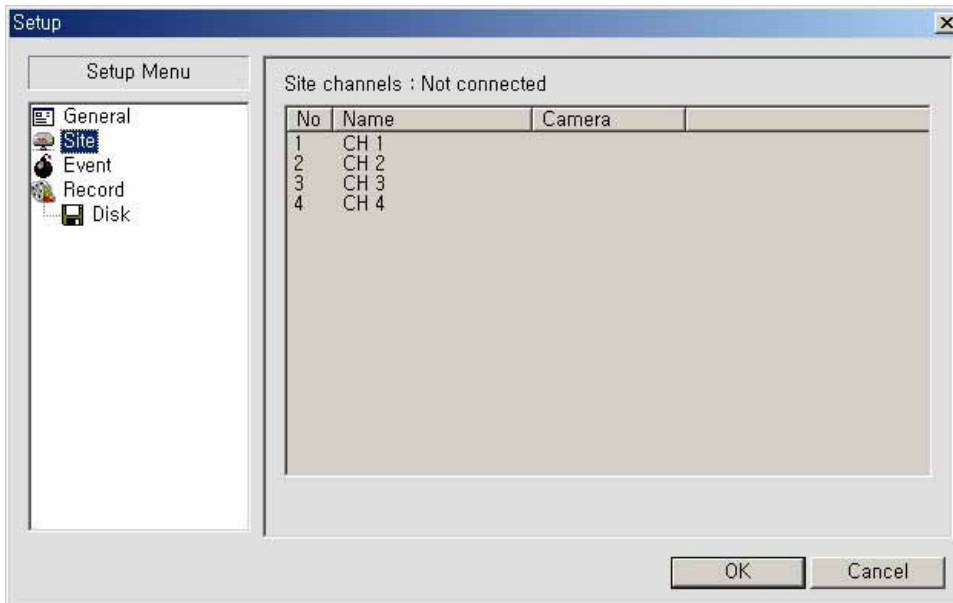 Setup
Setup Menu
General
Site
Event
Record
Disk
Site channels : Not connected
No Name Camera
1 CH 1
2 CH 2
3 CH 3
4 CH 4
OK Cancel